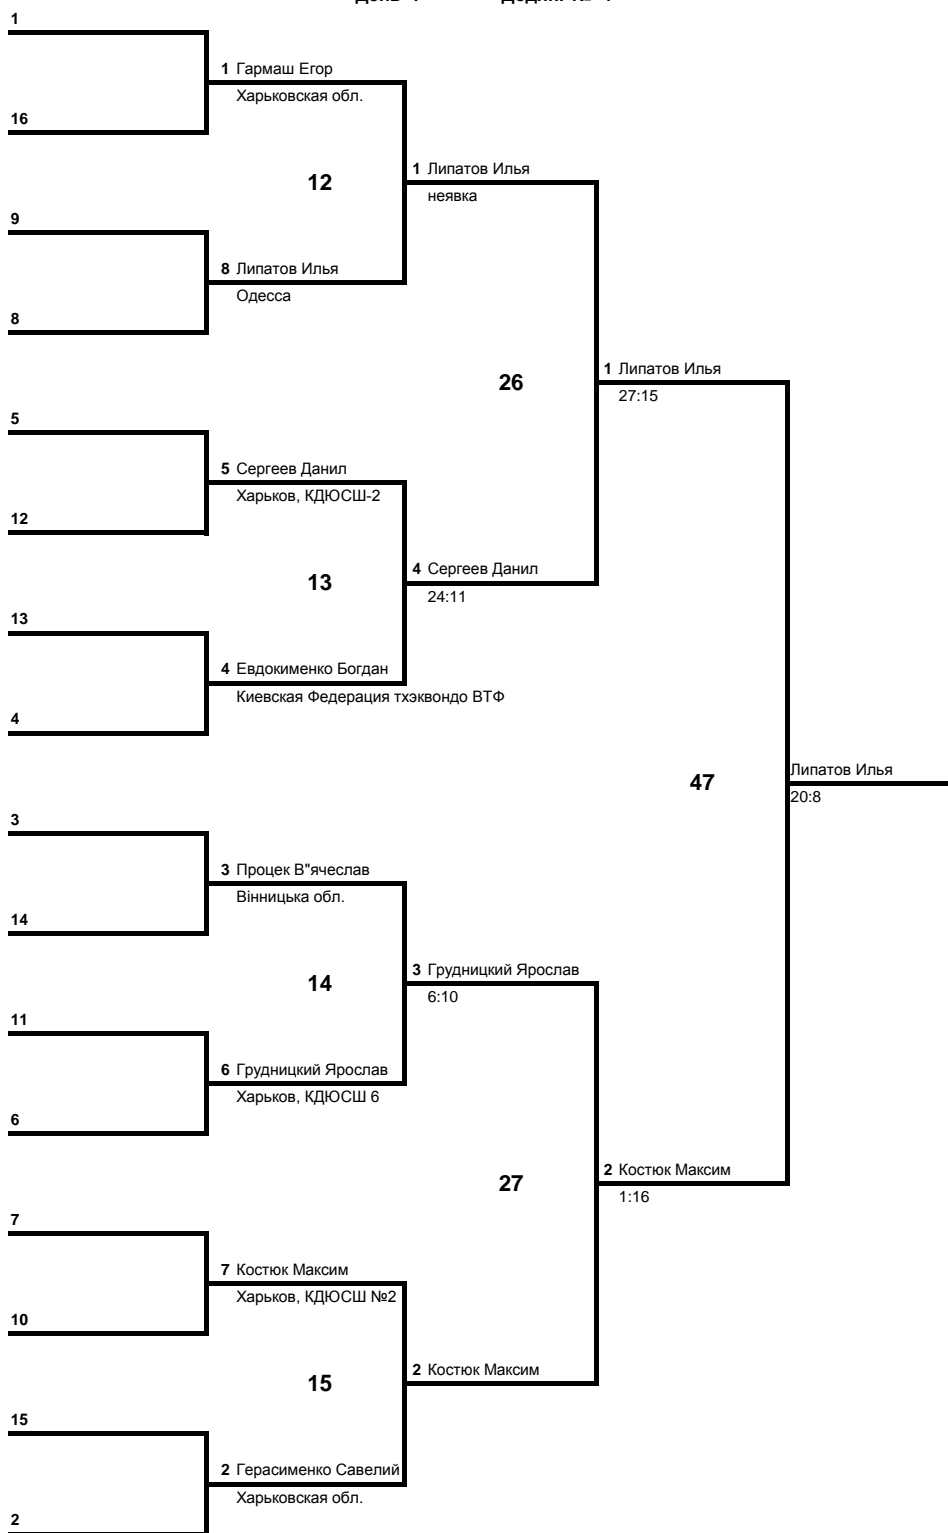 1
1 Гармаш Егор
Харьковская обл.
16
12
1 Липатов Илья
неявка
9
8 Липатов Илья
Одесса
8
26
1 Липатов Илья
27:15
5
5 Сергеев Данил
Харьков, КДЮСШ-2
12
13
4 Сергеев Данил
24:11
13
4 Евдокименко Богдан
Киевская Федерация тхэквондо ВТФ
4
47
Липатов Илья
20:8
3
3 Процек В"ячеслав
Вінницька обл.
14
14
3 Грудницкий Ярослав
6:10
11
6 Грудницкий Ярослав
Харьков, КДЮСШ 6
6
27
2 Костюк Максим
1:16
7
7 Костюк Максим
Харьков, КДЮСШ №2
10
15
2 Костюк Максим
15
2 Герасименко Савелий
Харьковская обл.
2